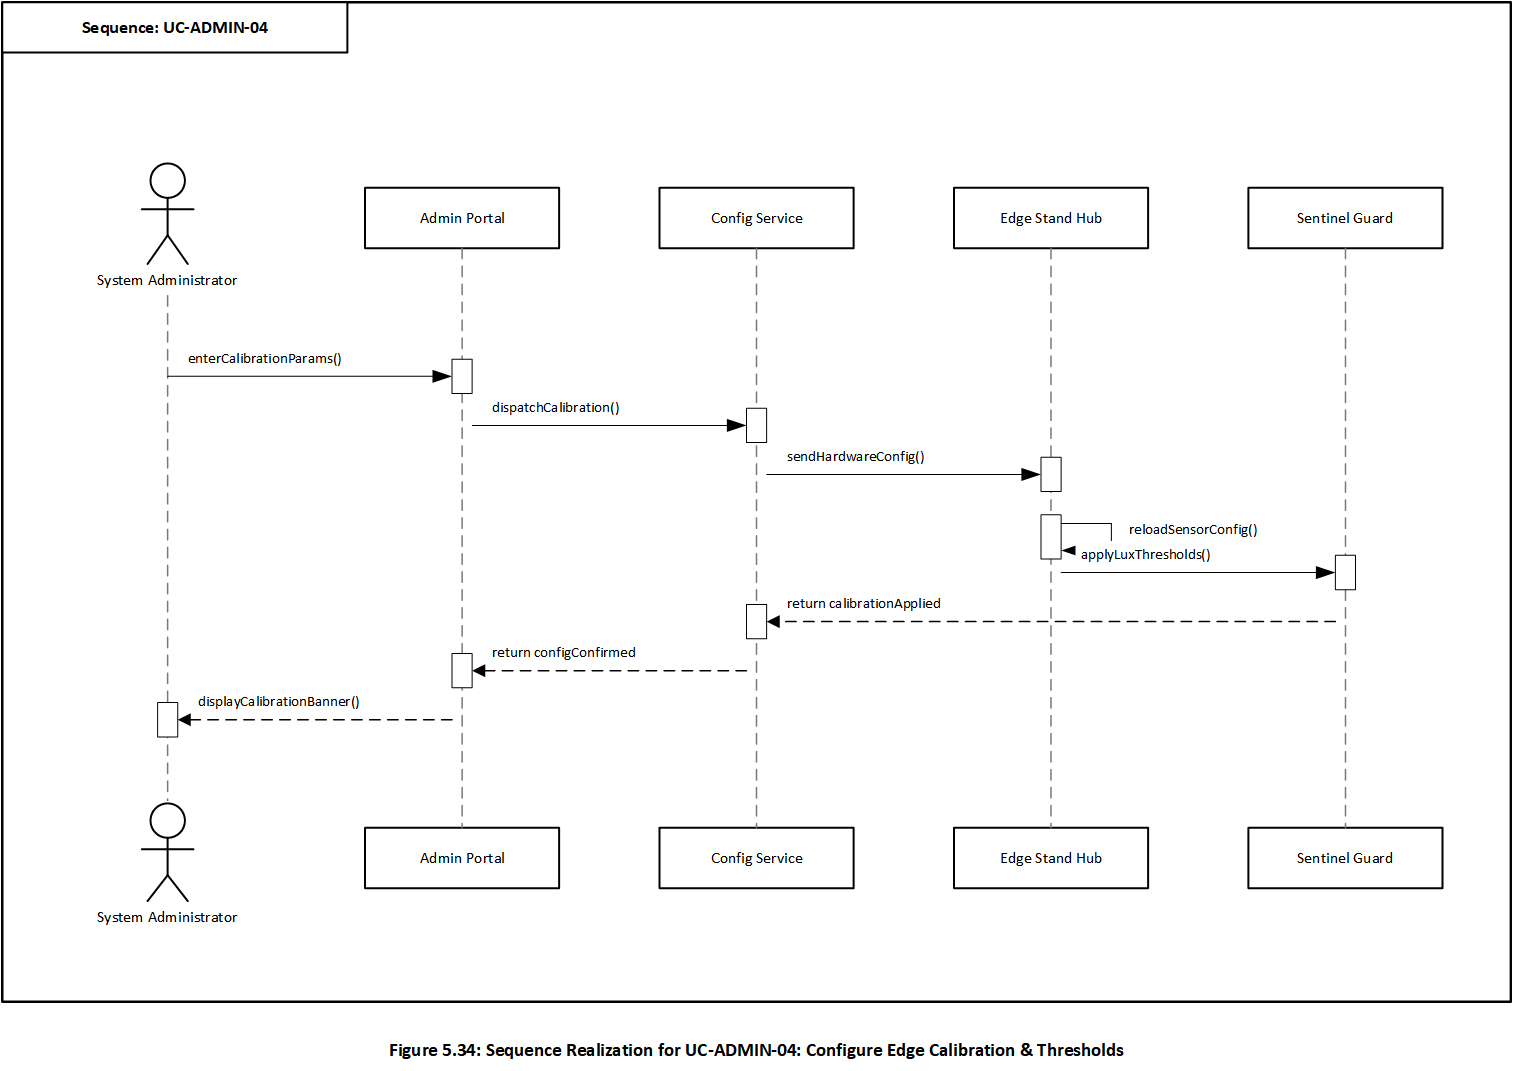 Sequence: UC-ADMIN-04
System Administrator
Admin Portal
Config Service
Edge Stand Hub
Sentinel Guard
enterCalibrationParams()
dispatchCalibration()
sendHardwareConfig()
reloadSensorConfig()
applyLuxThresholds()
return calibrationApplied
return configConfirmed
displayCalibrationBanner()
System Administrator
Admin Portal
Config Service
Edge Stand Hub
Sentinel Guard
Figure 5.34: Sequence Realization for UC-ADMIN-04: Configure Edge Calibration & Thresholds